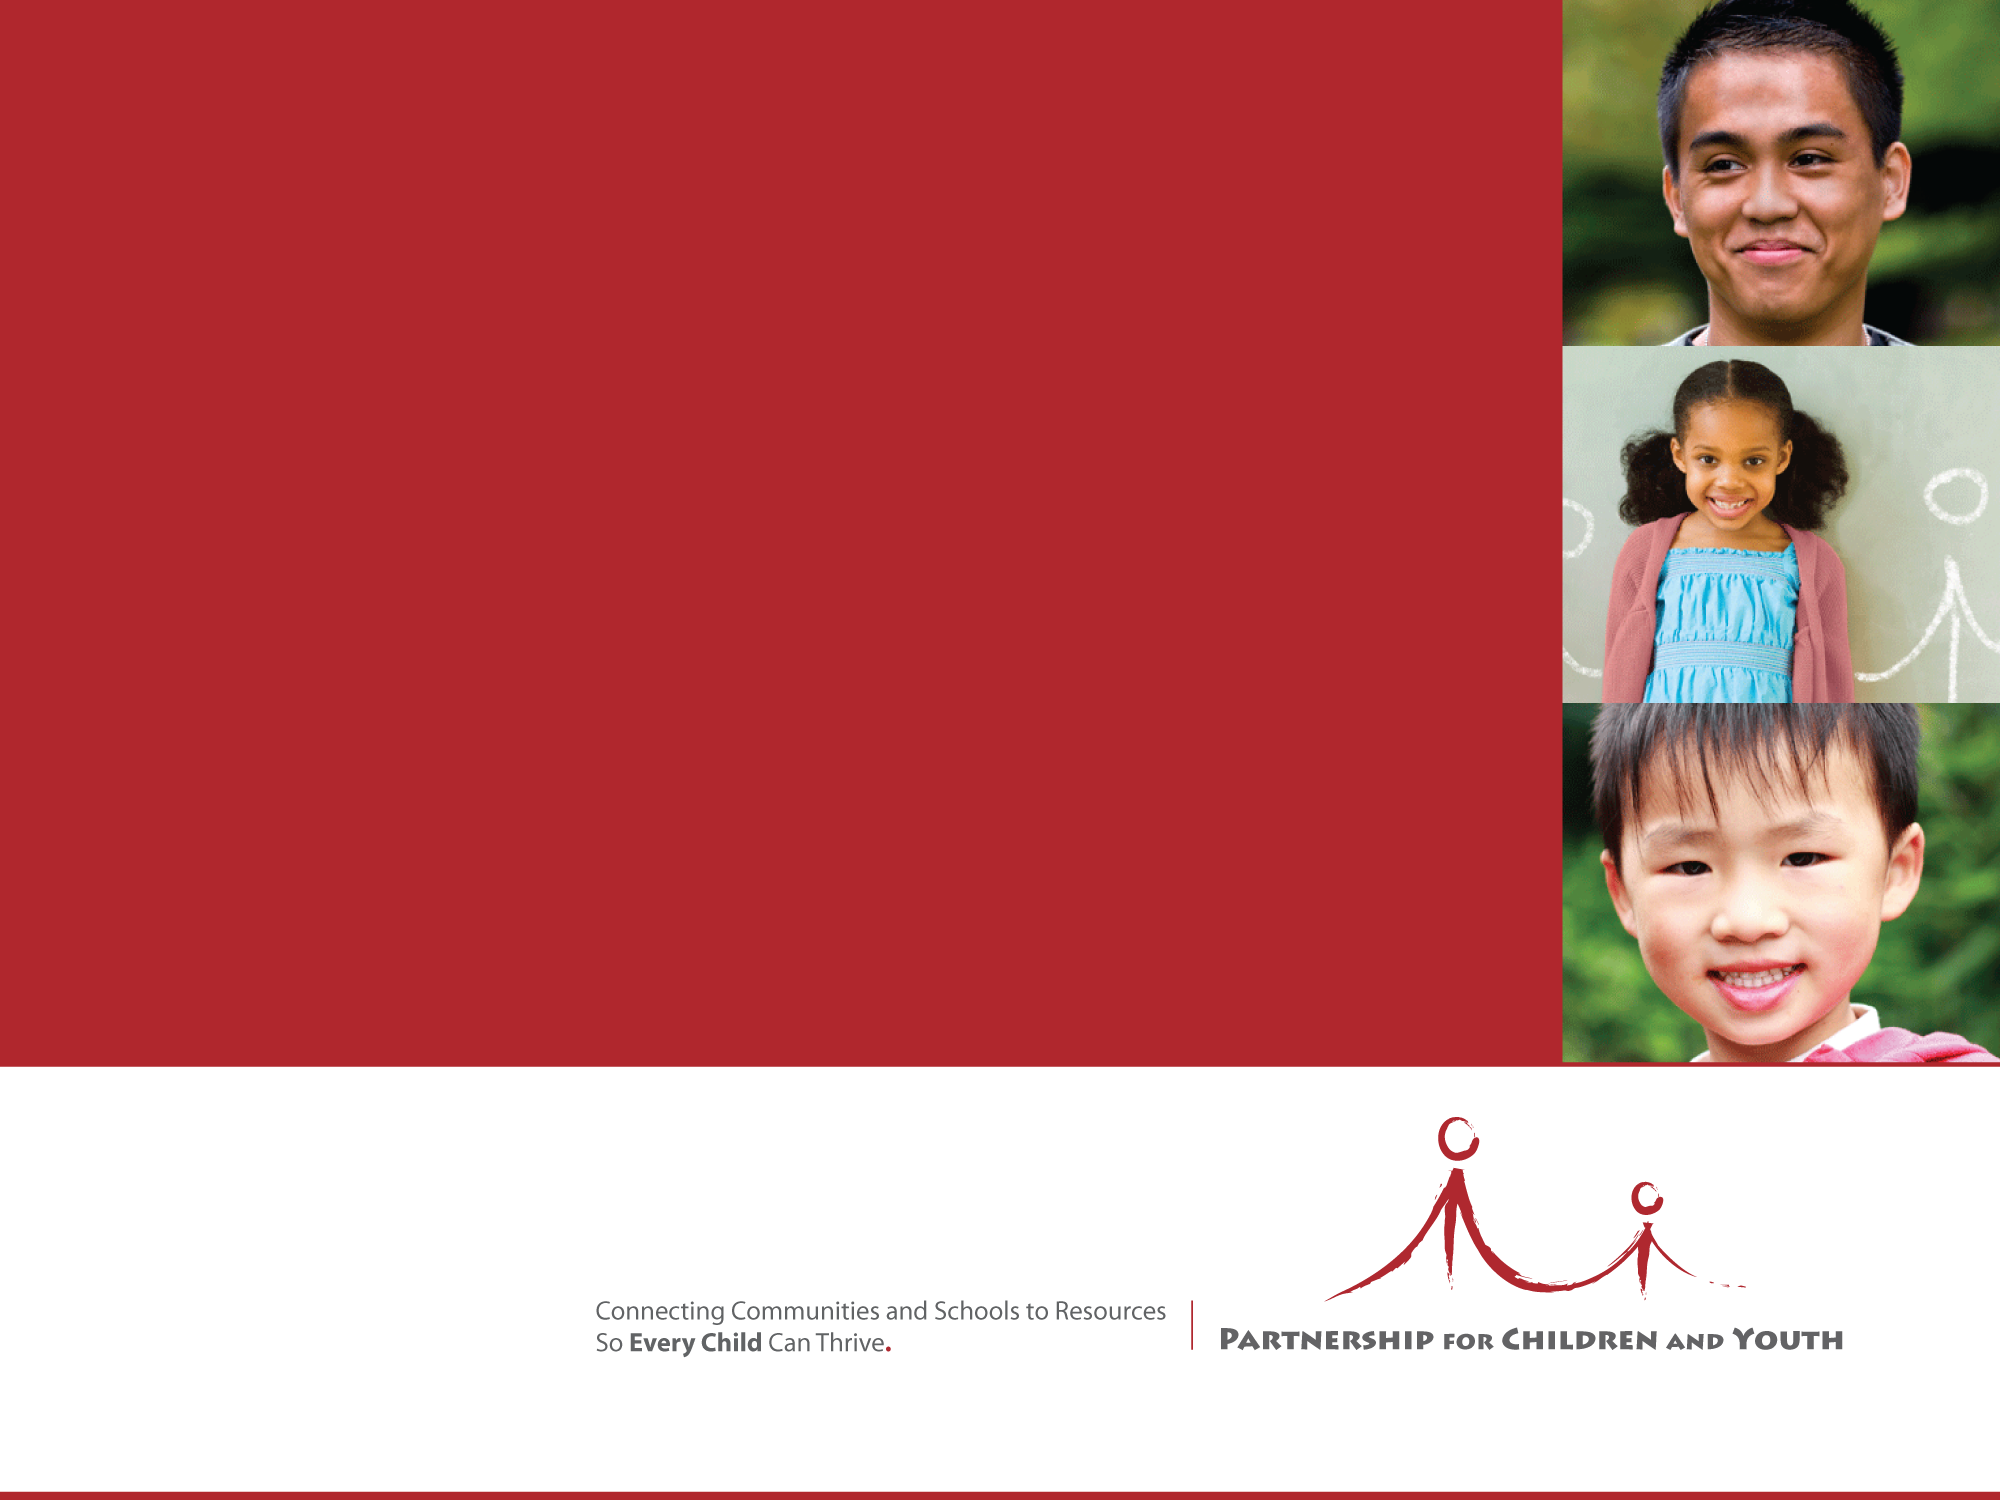 Connecting Communities and Schools to Resources
So Every Child Can Thrive.
PARTNERSHIP FOR CHILDREN AND YOUTH